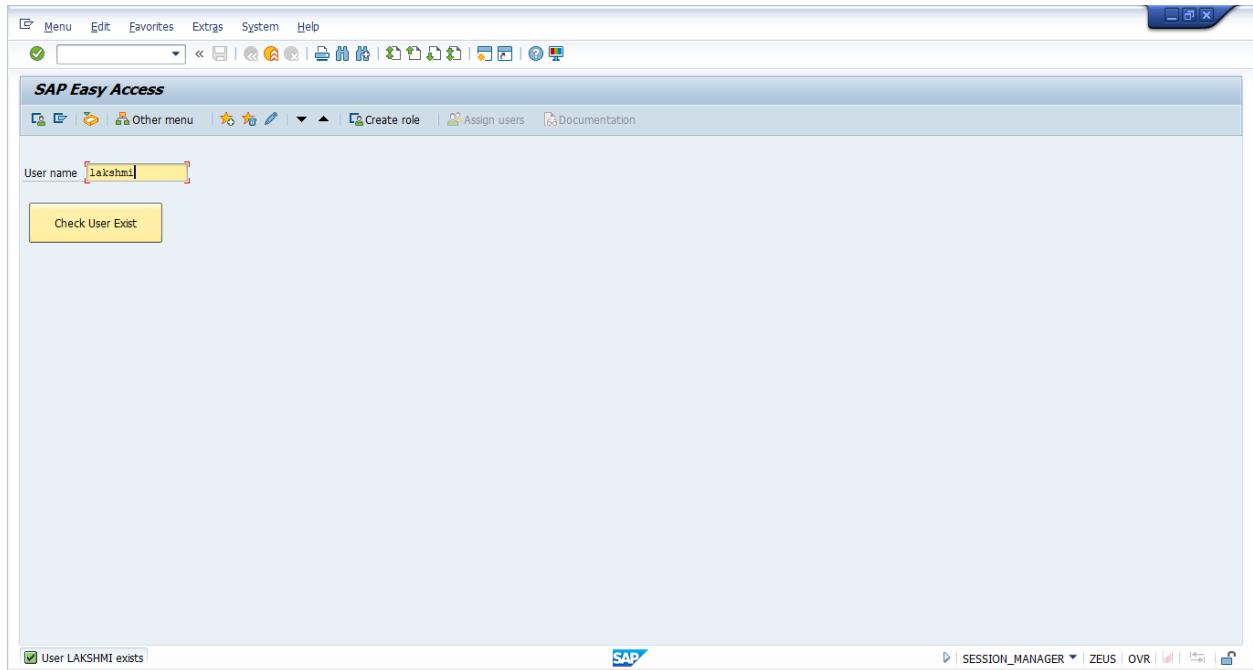 Menu Edit Favorites Extras System Help
SAP Easy Access
Other menu Create role Assign users Documentation
User name lakshmi
Check User Exist
User LAKSHMI exists SAP SESSION_MANAGER ZEUS OVR